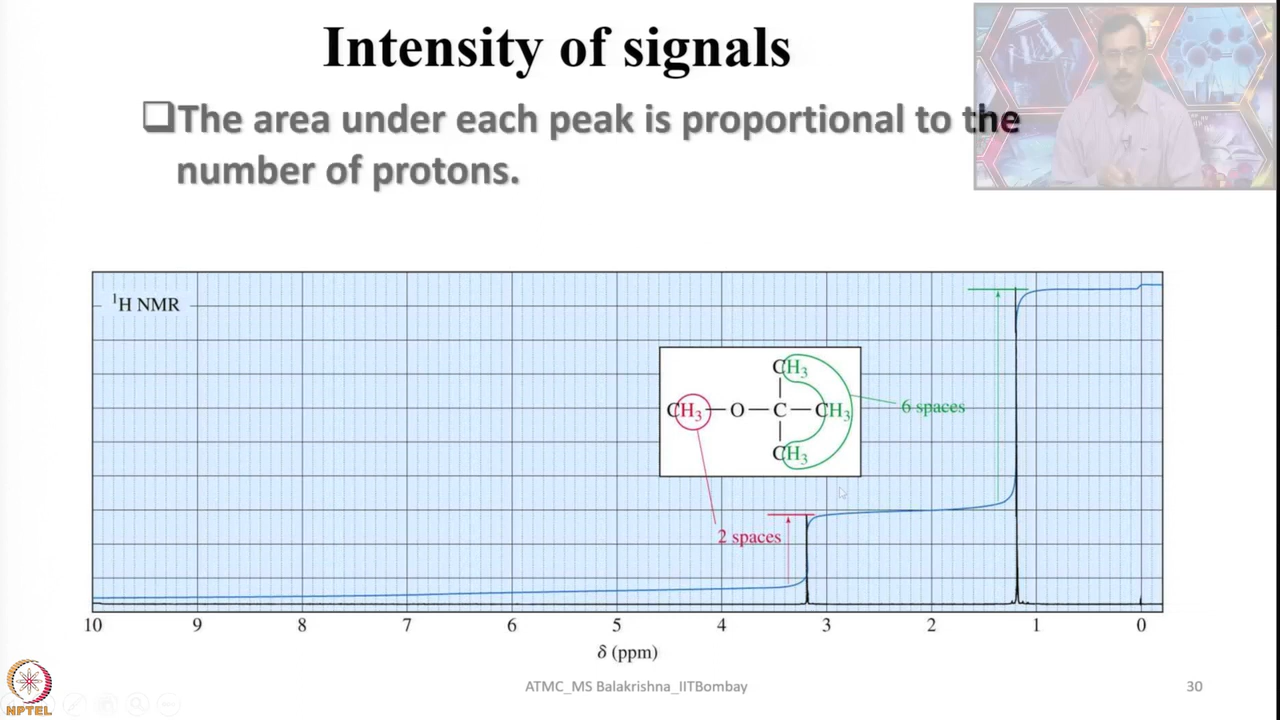 Intensity of signals
❑The area under each peak is proportional to the
number of protons.
¹H NMR
CH₃
CH₃—O—C—CH₃
CH₃
6 spaces
2 spaces
10 9 8 7 6 5 4 3 2 1 0
δ (ppm)
ATMC_MS Balakrishna_IITBombay
30
NPTEL